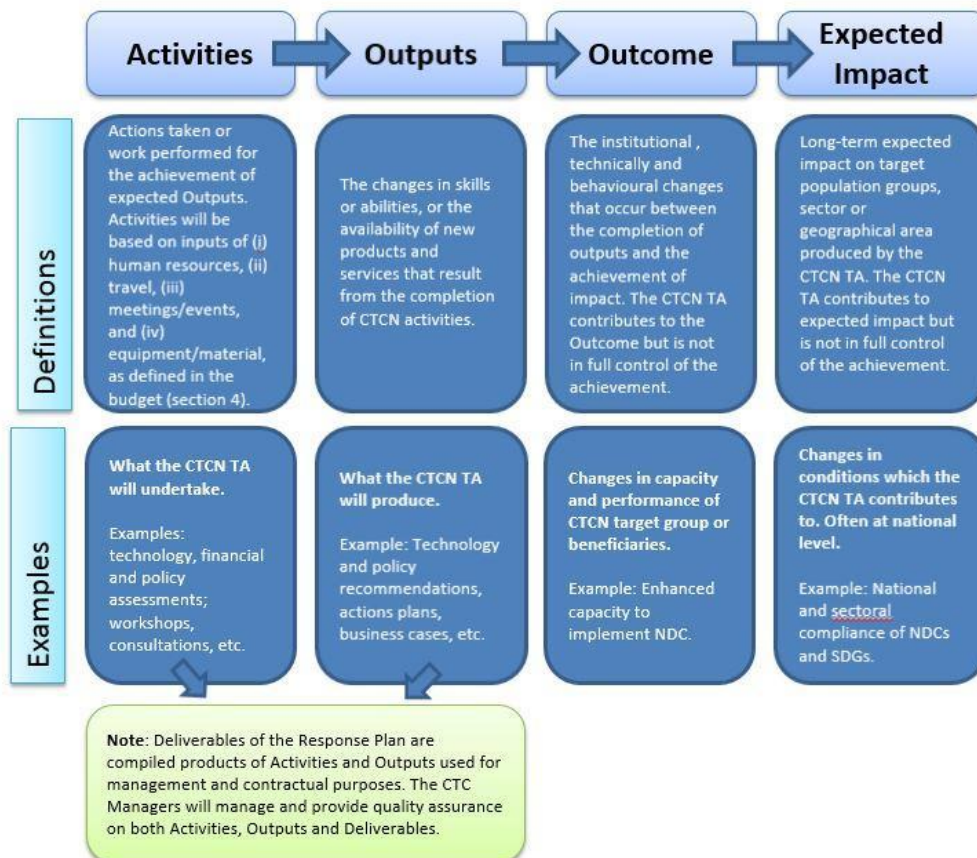 Activities
Outputs
Outcome
Expected
Impact
Definitions
Actions taken or
work performed for
the achievement of
expected Outputs.
Activities will be
based on inputs of (i)
human resources, (ii)
travel, (iii)
meetings/events,
and (iv)
equipment/material,
as defined in the
budget (section 4).
The changes in skills
or abilities, or the
availability of new
products and
services that result
from the completion
of CTCN activities.
The institutional ,
technically and
behavioural changes
that occur between
the completion of
outputs and the
achievement of
impact. The CTCN TA
contributes to the
Outcome but is not
in full control of the
achievement.
Long-term expected
impact on target
population groups,
sector or
geographical area
produced by the
CTCN TA. The CTCN
TA contributes to
expected impact but
is not in full control
of the achievement.
Examples
What the CTCN TA
will undertake.
Examples:
technology, financial
and policy
assessments;
workshops,
consultations, etc.
What the CTCN TA
will produce.
Example: Technology
and policy
recommendations,
actions plans,
business cases, etc.
Changes in capacity
and performance of
CTCN target group or
beneficiaries.
Example: Enhanced
capacity to
implement NDC.
Changes in
conditions which the
CTCN TA contributes
to. Often at national
level.
Example: National
and sectoral
compliance of NDCs
and SDGs.
Note: Deliverables of the Response Plan are
compiled products of Activities and Outputs used for
management and contractual purposes. The CTC
Managers will manage and provide quality assurance
on both Activities, Outputs and Deliverables.